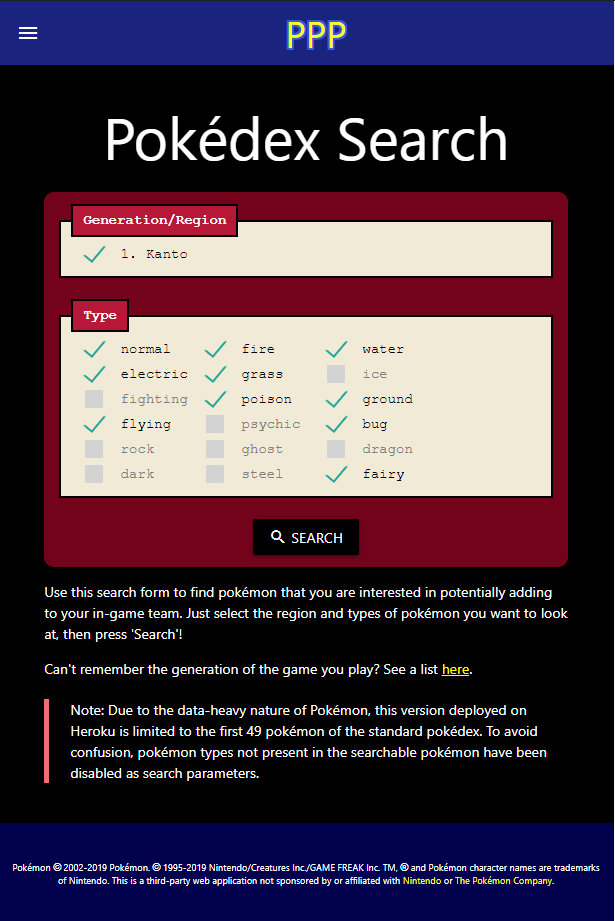 PPP
Pokédex Search
Generation/Region
1. Kanto
Type
normal fire water
electric grass ice
fighting poison ground
flying psychic bug
rock ghost dragon
dark steel fairy
SEARCH
Use this search form to find pokémon that you are interested in potentially adding
to your in-game team. Just select the region and types of pokémon you want to look
at, then press 'Search'!
Can't remember the generation of the game you play? See a list here.
Note: Due to the data-heavy nature of Pokémon, this version deployed on
Heroku is limited to the first 49 pokémon of the standard pokédex. To avoid
confusion, pokémon types not present in the searchable pokémon have been
disabled as search parameters.
Pokémon © 2002-2019 Pokémon. © 1995-2019 Nintendo/Creatures Inc./GAME FREAK Inc. TM, ® and Pokémon character names are trademarks
of Nintendo. This is a third-party web application not sponsored by or affiliated with Nintendo or The Pokémon Company.